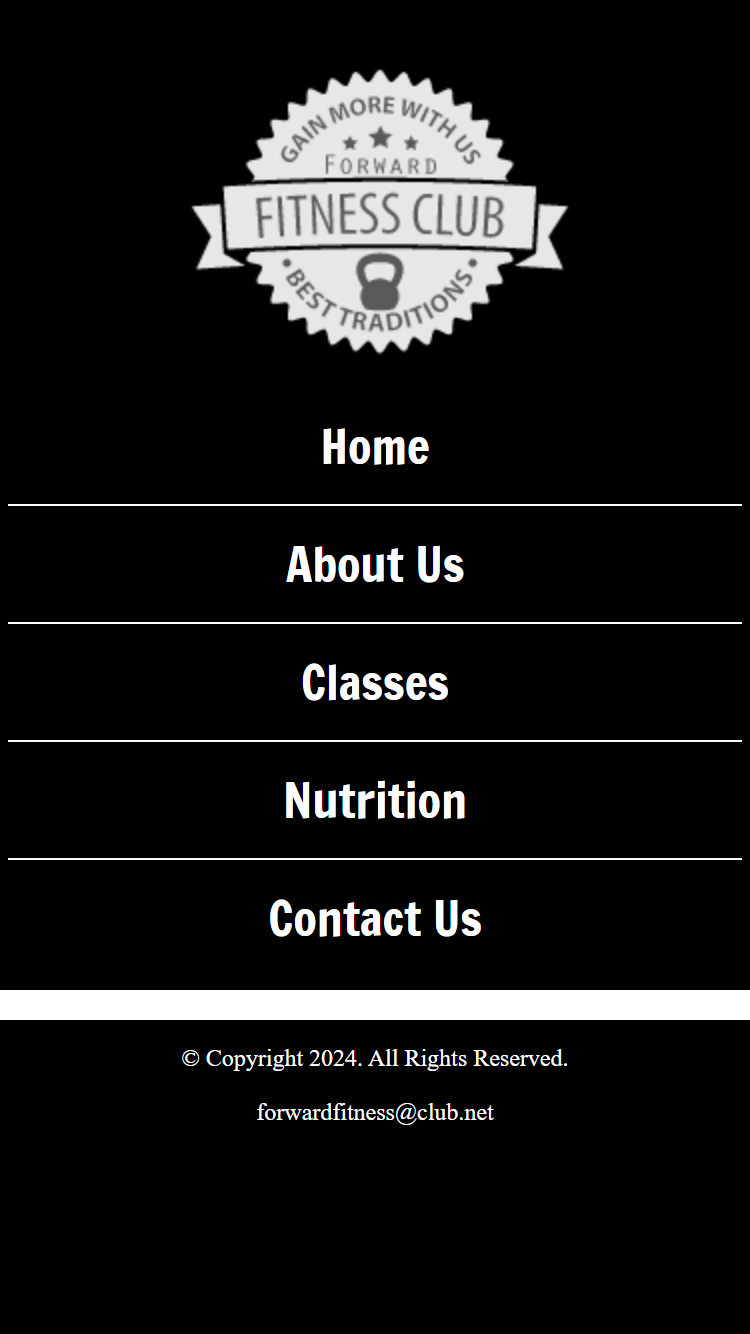 GAIN MORE WITH US
FORWARD
FITNESS CLUB
BEST TRADITIONS
Home
About Us
Classes
Nutrition
Contact Us
© Copyright 2024. All Rights Reserved.
forwardfitness@club.net